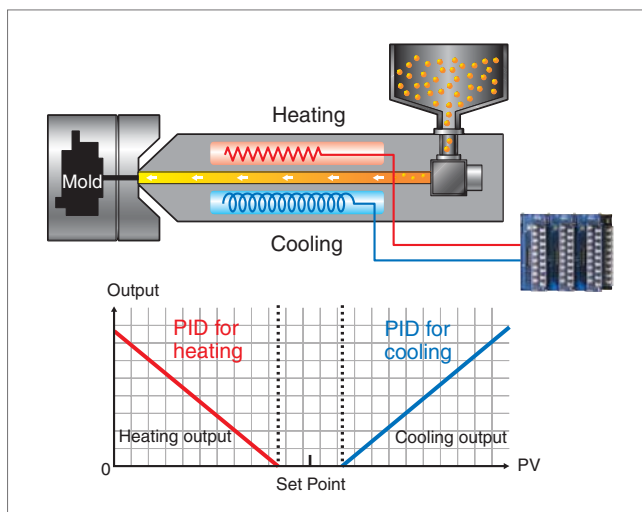 Heating
Mold
Cooling
Output
PID for
heating
PID for
cooling
Heating output
Cooling output
0
Set Point
PV